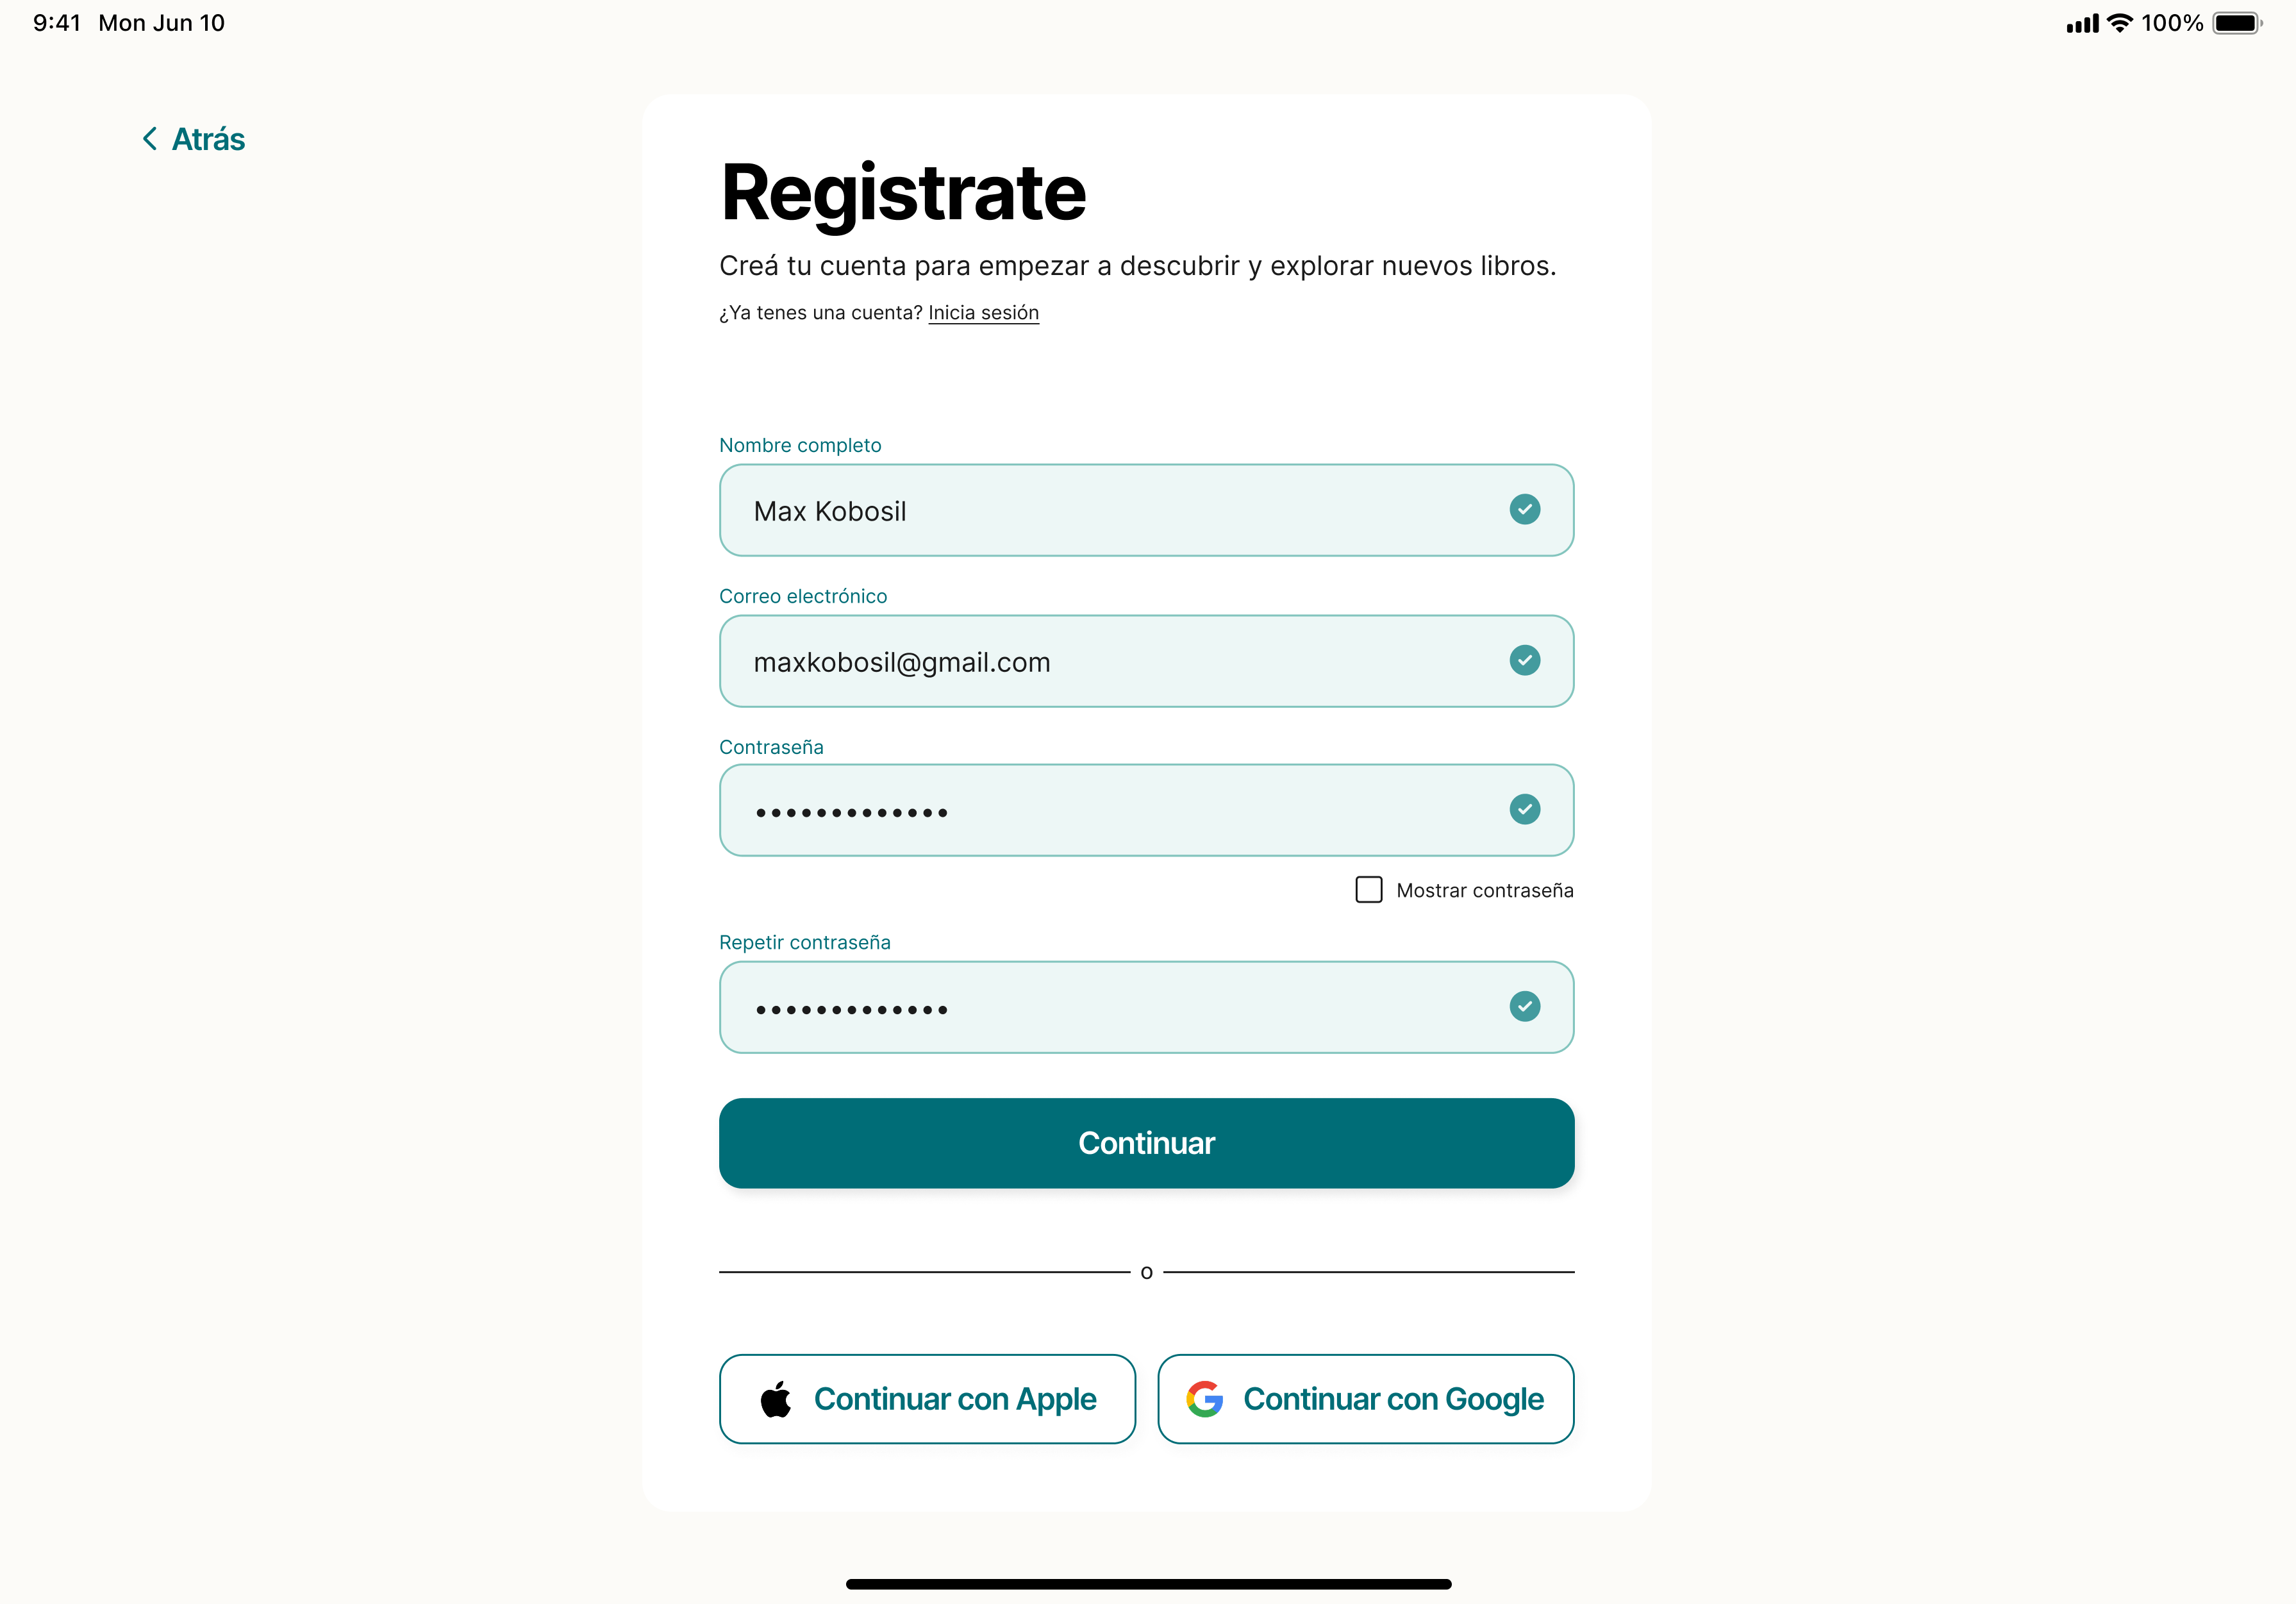 9:41 Mon Jun 10
100%
Atrás
Registrate
Creá tu cuenta para empezar a descubrir y explorar nuevos libros.
¿Ya tenes una cuenta? Inicia sesión
Nombre completo
Max Kobosil
Correo electrónico
maxkobosil@gmail.com
Contraseña
•••••••••••••
Mostrar contraseña
Repetir contraseña
•••••••••••••
Continuar
o
Continuar con Apple
Continuar con Google